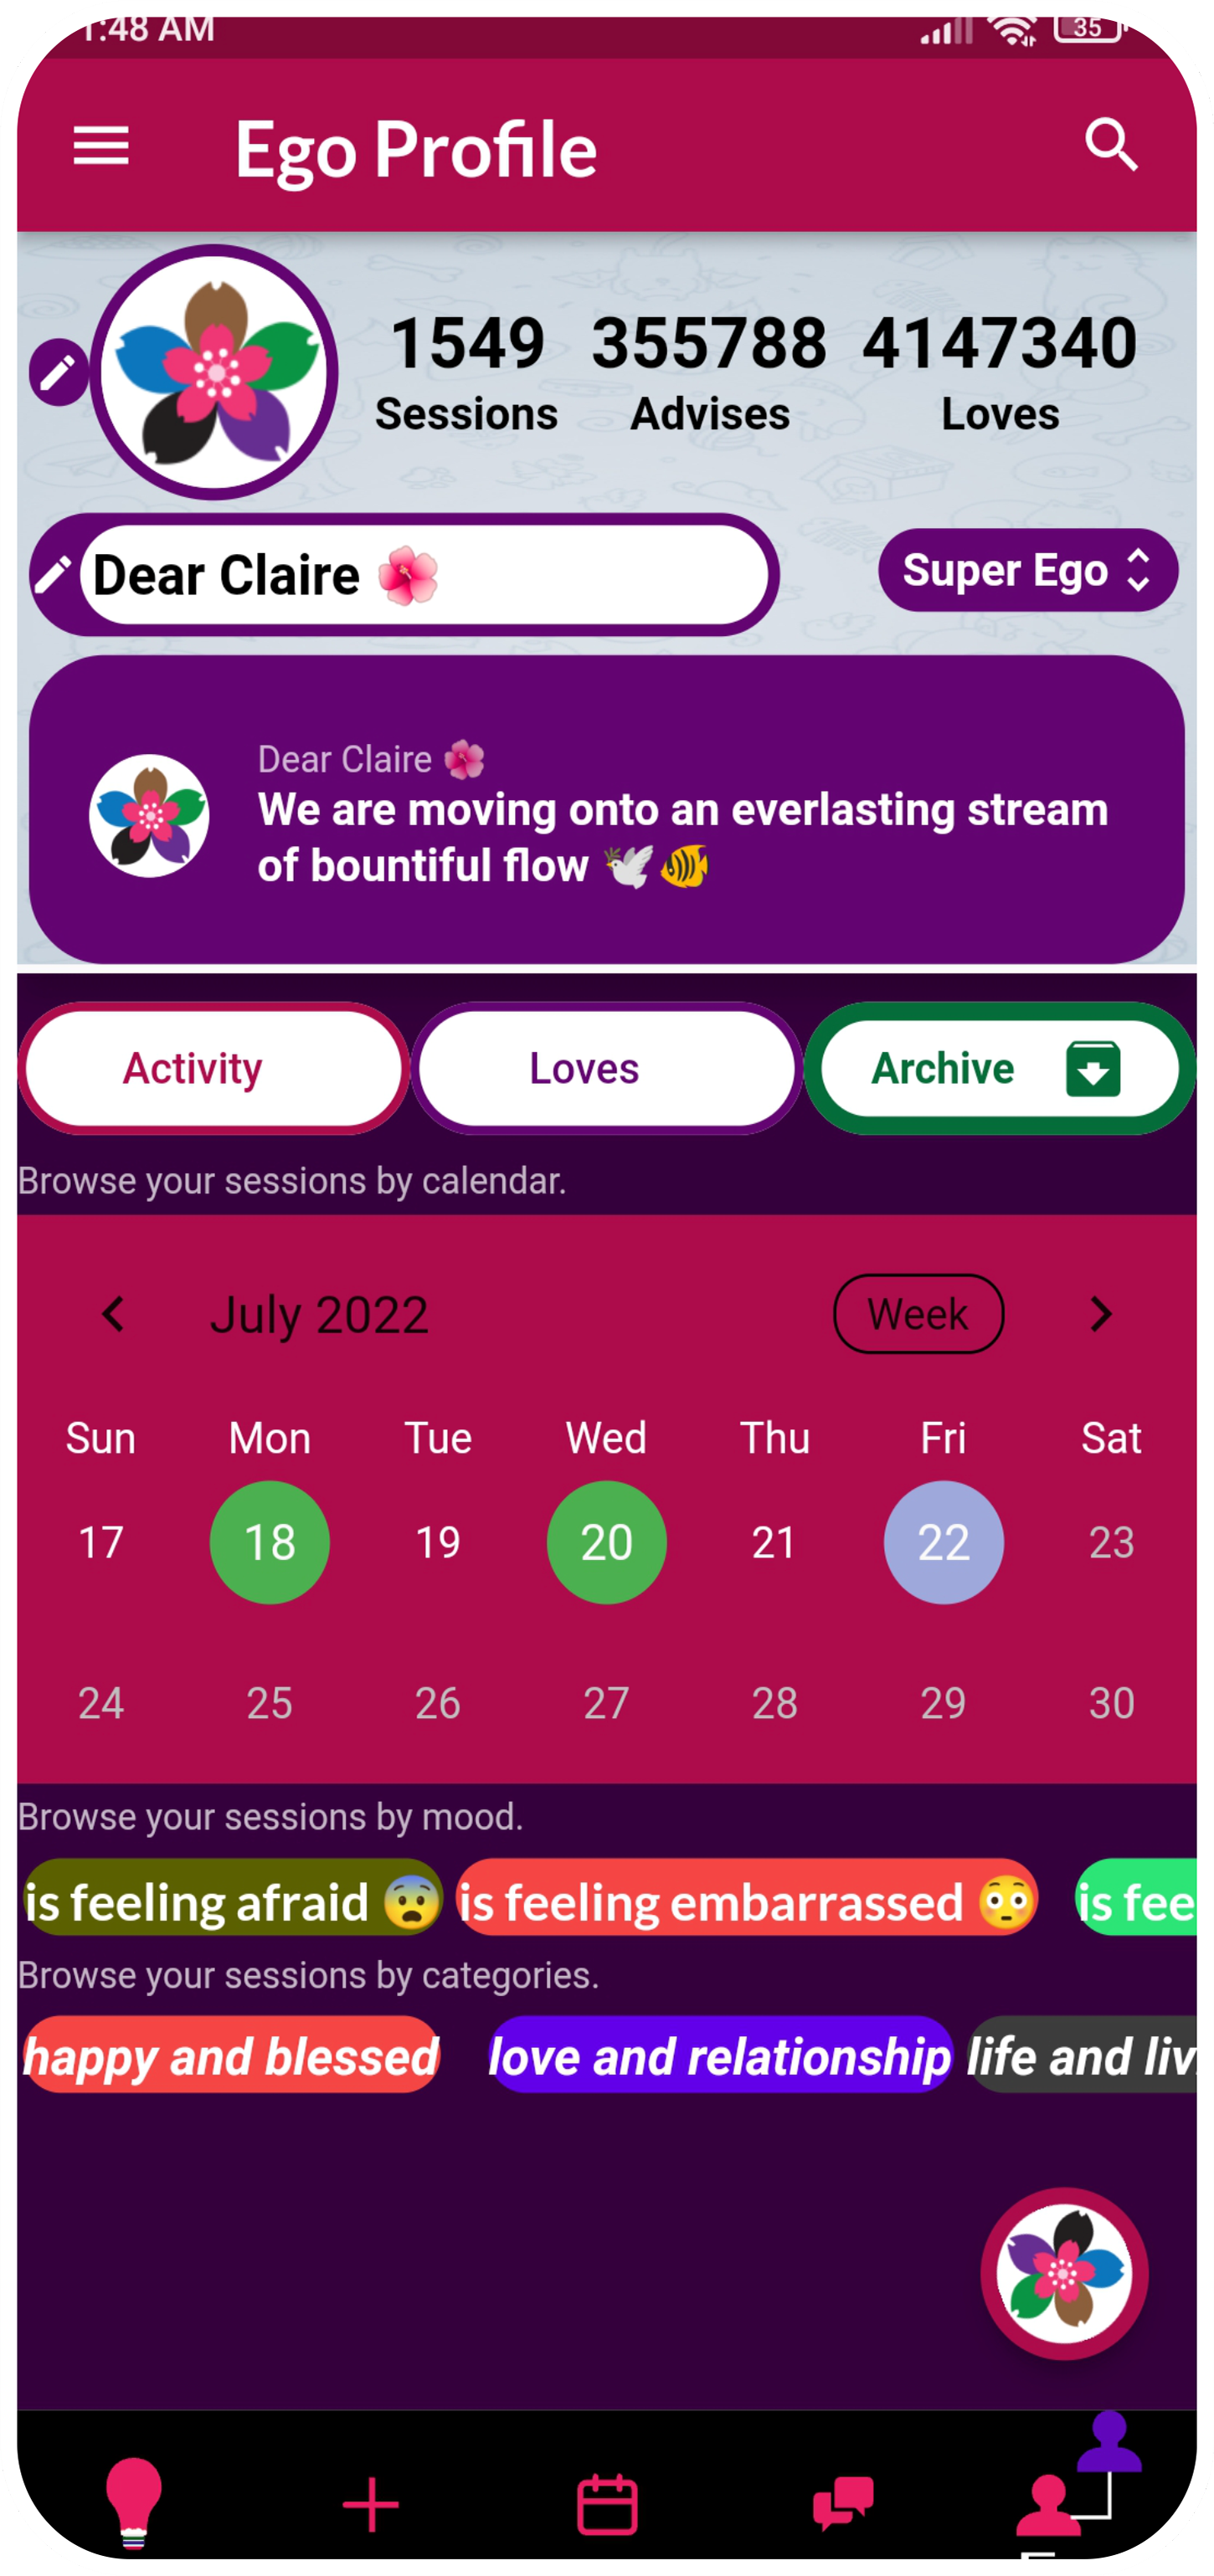 1:48 AM
35
Ego Profile
1549 355788 4147340
Sessions Advises Loves
Dear Claire 🌺
Super Ego
Dear Claire 🌺
We are moving onto an everlasting stream
of bountiful flow 🕊️🐠
Activity Loves Archive
Browse your sessions by calendar.
July 2022 Week
Sun Mon Tue Wed Thu Fri Sat
17 18 19 20 21 22 23
24 25 26 27 28 29 30
Browse your sessions by mood.
is feeling afraid 😨 is feeling embarrassed 😳 is fee
Browse your sessions by categories.
happy and blessed love and relationship life and liv